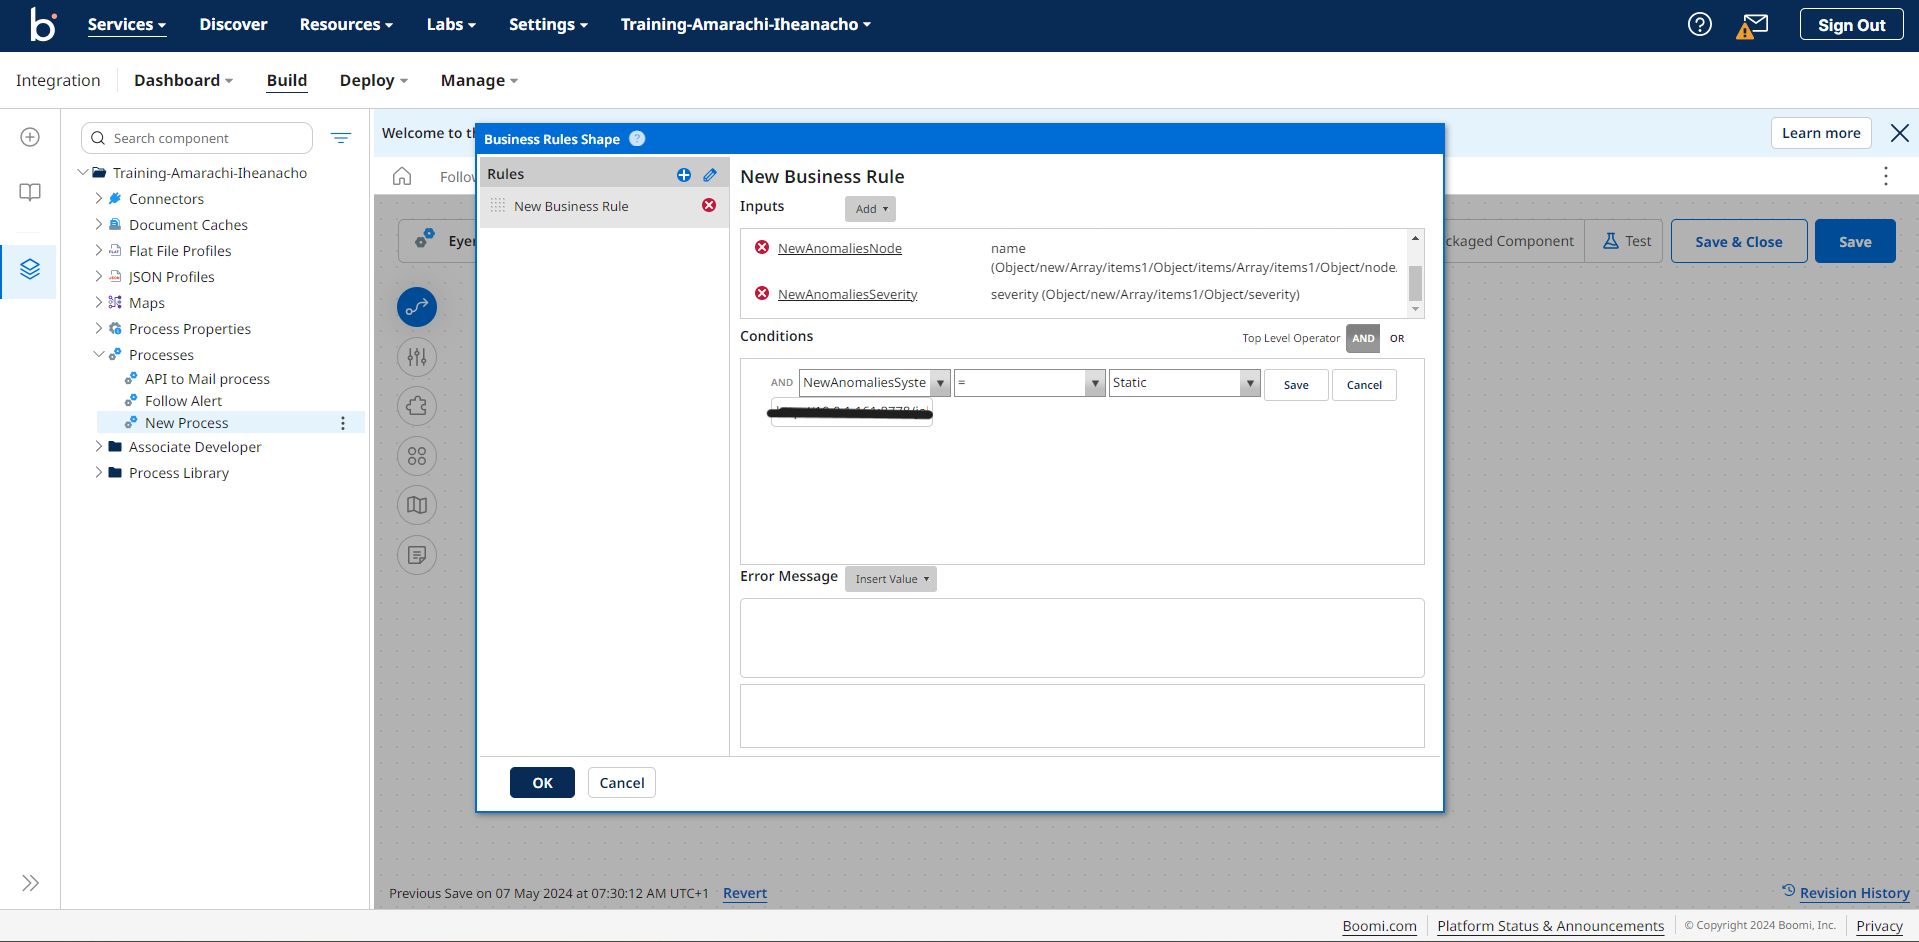 b
Services
Discover
Resources
Labs
Settings
Training-Amarachi-Iheanacho
?
Sign Out
Integration
Dashboard
Build
Deploy
Manage
Search component
Training-Amarachi-Iheanacho
Connectors
Document Caches
Flat File Profiles
JSON Profiles
Maps
Process Properties
Processes
API to Mail process
Follow Alert
New Process
Associate Developer
Process Library
Welcome to
Learn more
Business Rules Shape ?
Rules
New Business Rule
New Business Rule
Inputs
Add
NewAnomaliesNode
name
(Object/new/Array/items1/Object/items/Array/items1/Object/node.
NewAnomaliesSeverity
severity (Object/new/Array/items1/Object/severity)
Conditions
Top Level Operator
AND
OR
AND
NewAnomaliesSyste
=
Static
Save
Cancel
Error Message
Insert Value
OK
Cancel
ckaged Component
Test
Save & Close
Save
Previous Save on 07 May 2024 at 07:30:12 AM UTC+1
Revert
Revision History
Boomi.com
Platform Status & Announcements
© Copyright 2024 Boomi, Inc.
Privacy